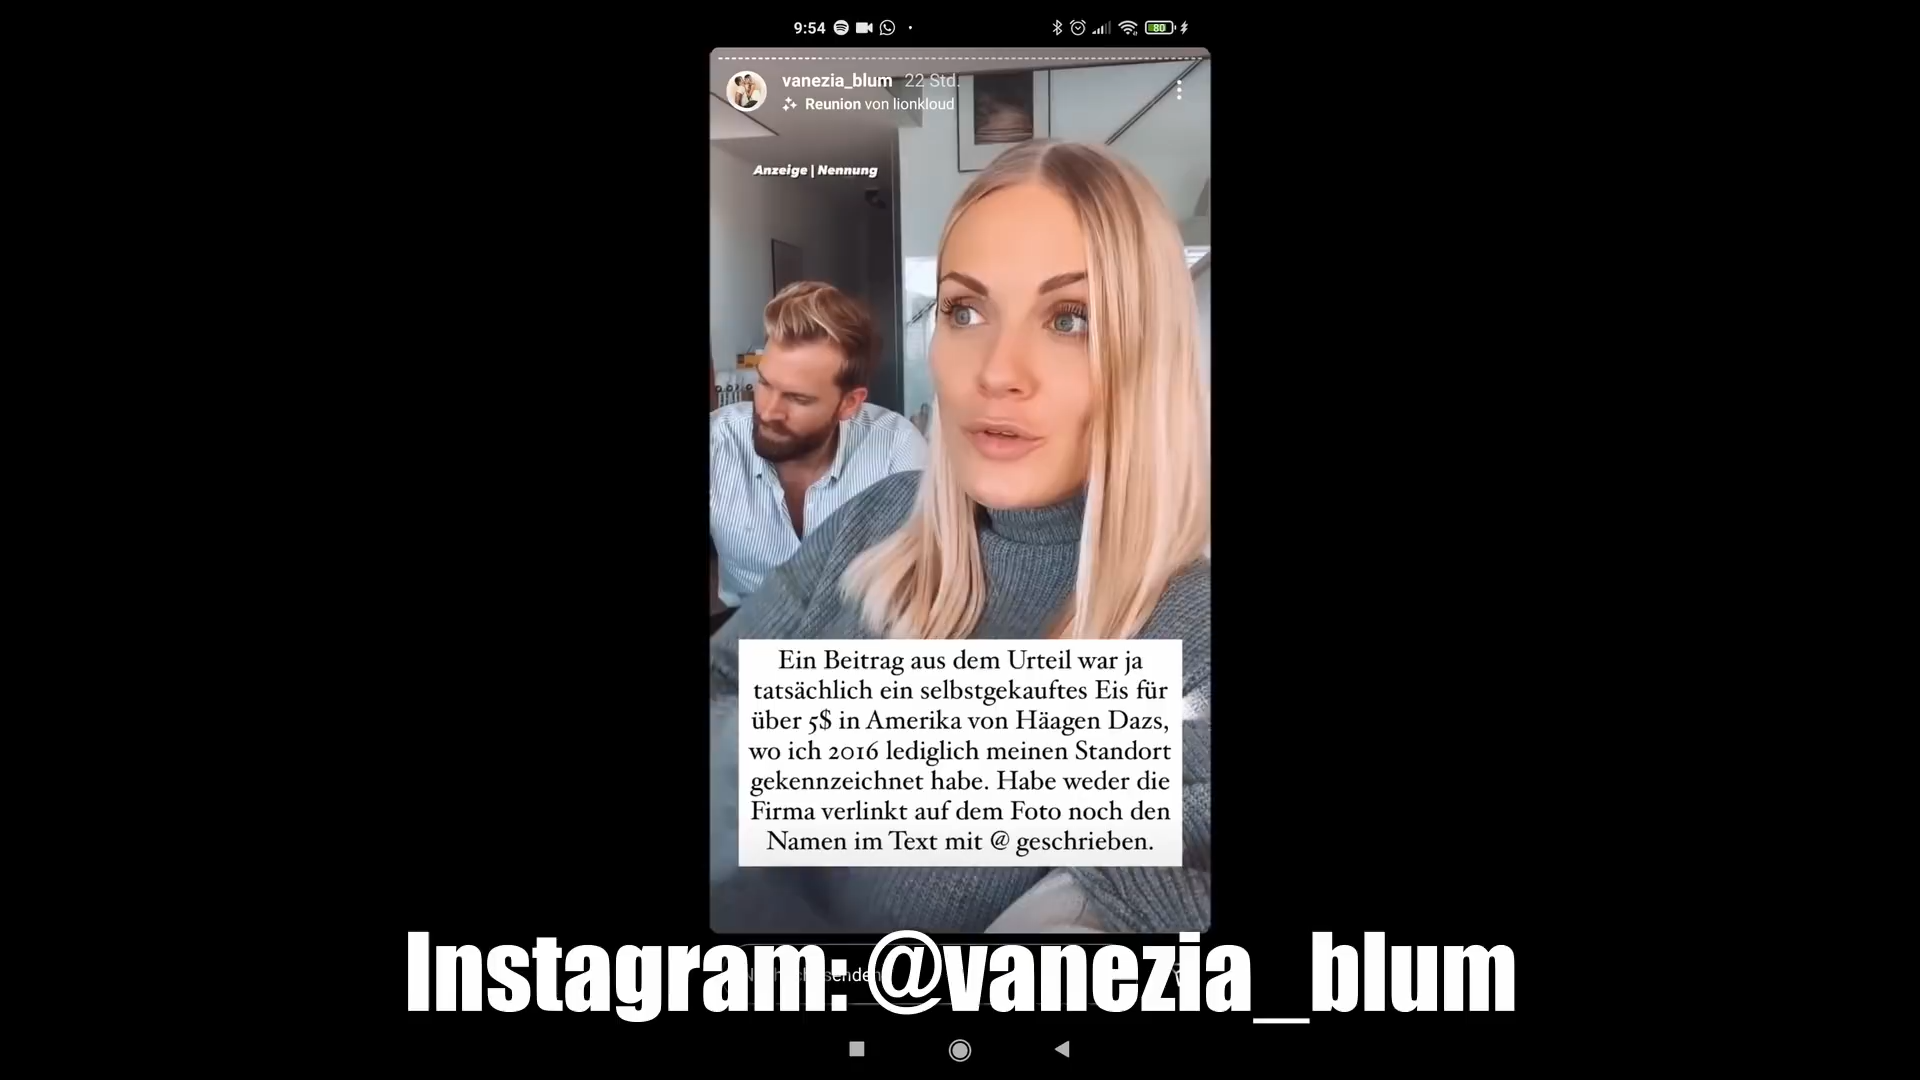 9:54
80
vanezia_blum 22 Std.
Reunion von lionkloud
Anzeige | Nennung
Ein Beitrag aus dem Urteil war ja
tatsächlich ein selbstgekauftes Eis für
über 5$ in Amerika von Häagen Dazs,
wo ich 2016 lediglich meinen Standort
gekennzeichnet habe. Habe weder die
Firma verlinkt auf dem Foto noch den
Namen im Text mit @ geschrieben.
Instagram: @vanezia_blum